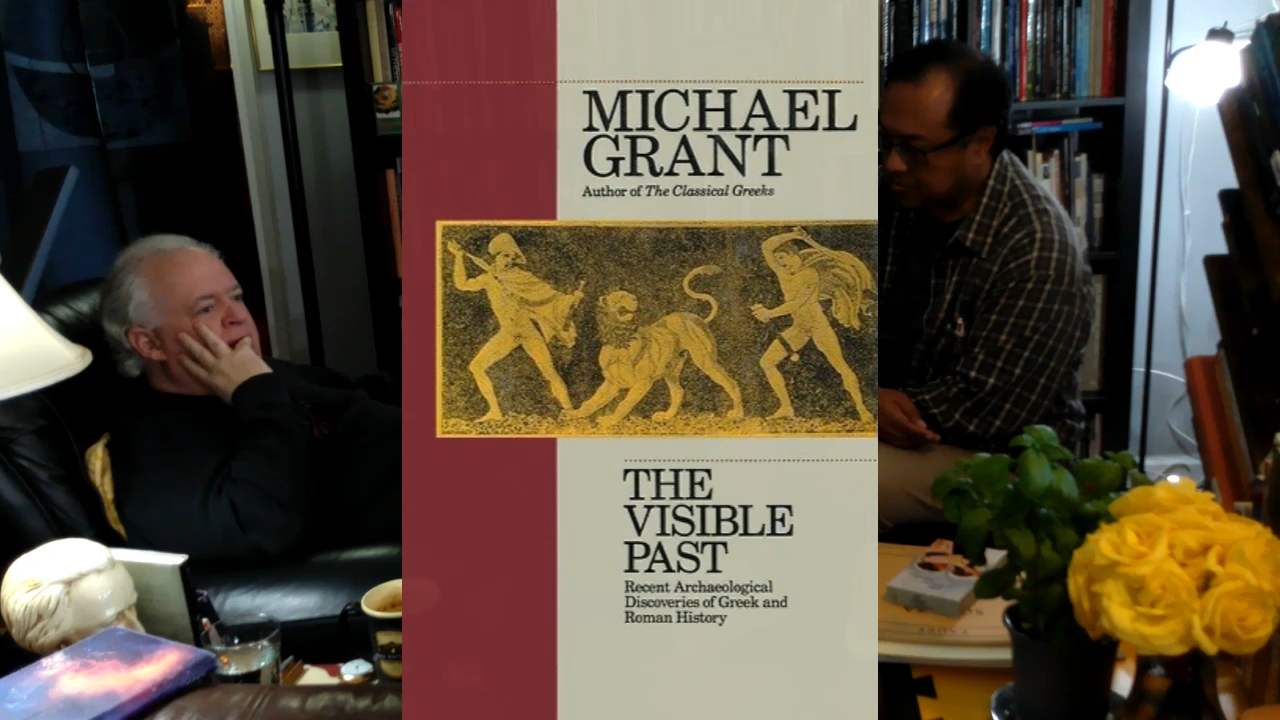 MICHAEL
GRANT
Author of The Classical Greeks
THE
VISIBLE
PAST
Recent Archaeological
Discoveries of Greek and
Roman History